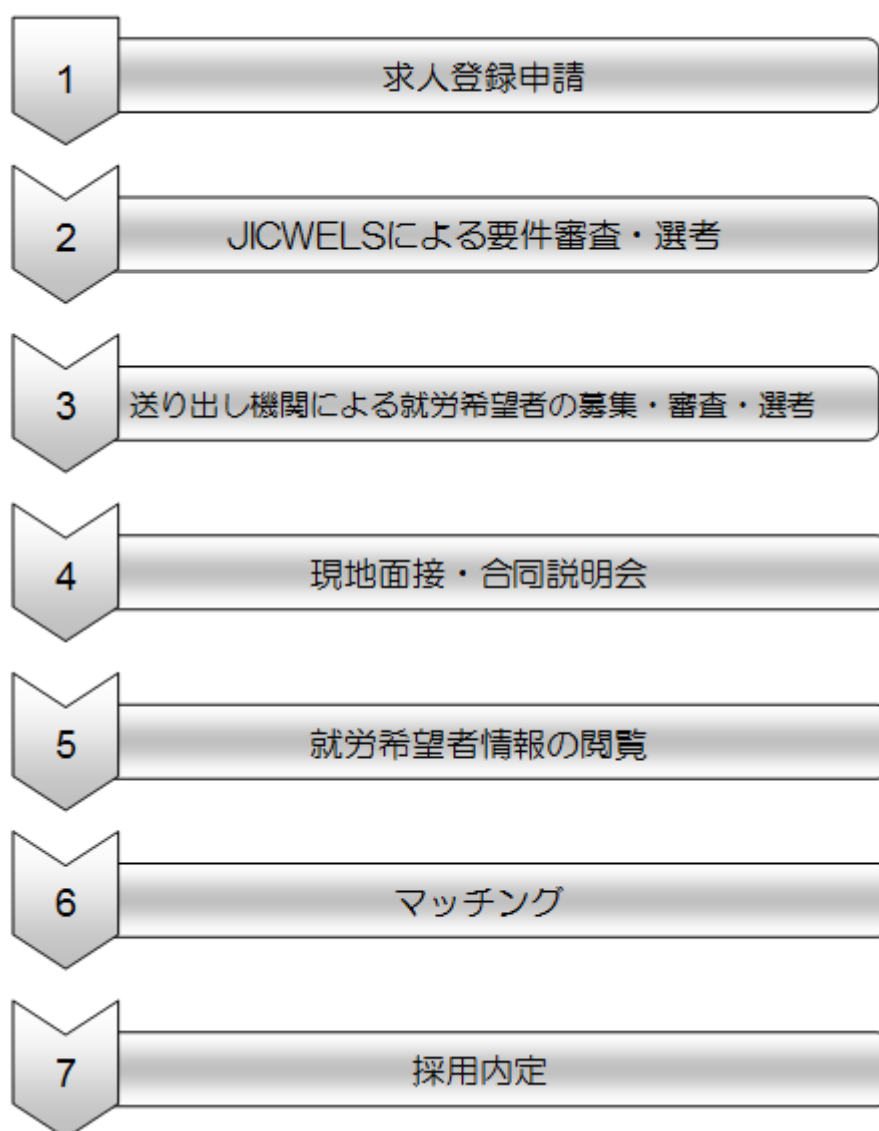 1 求人登録申請
2 JICWELSによる要件審査・選考
3 送り出し機関による就労希望者の募集・審査・選考
4 現地面接・合同説明会
5 就労希望者情報の閲覧
6 マッチング
7 採用内定